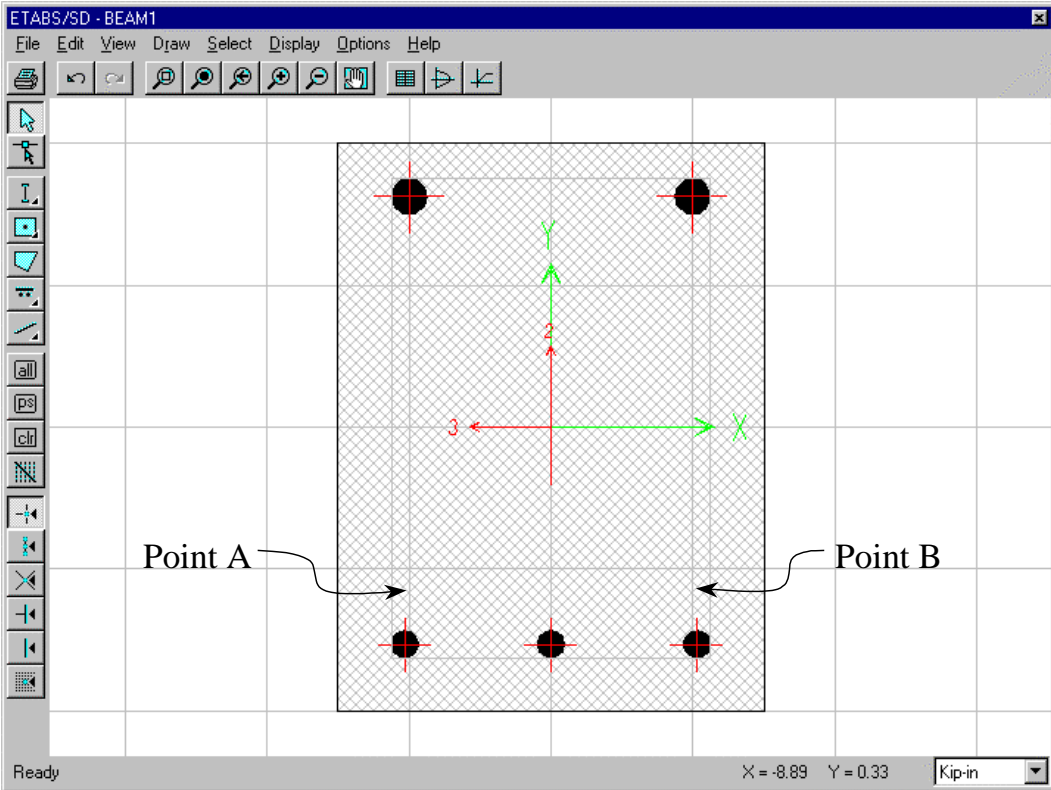 ETABS/SD - BEAM1
File Edit View Draw Select Display Options Help
all
ps
clr
Y
2
3
X
Point A
Point B
Ready
X = -8.89 Y = 0.33
Kip-in